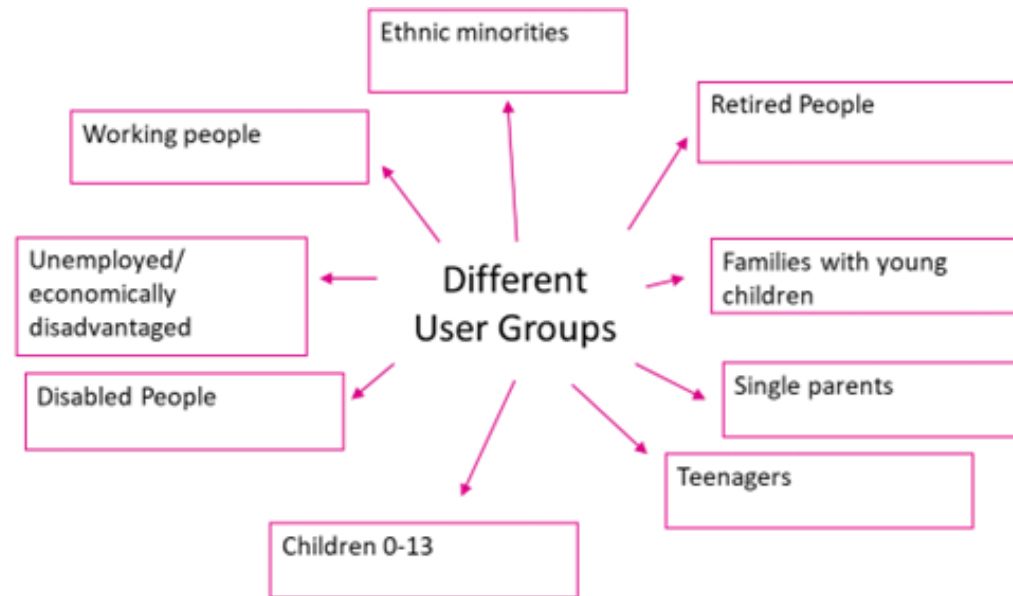 Ethnic minorities
Retired People
Working people
Unemployed/
economically
disadvantaged
Different
User Groups
Families with young
children
Disabled People
Single parents
Teenagers
Children 0-13